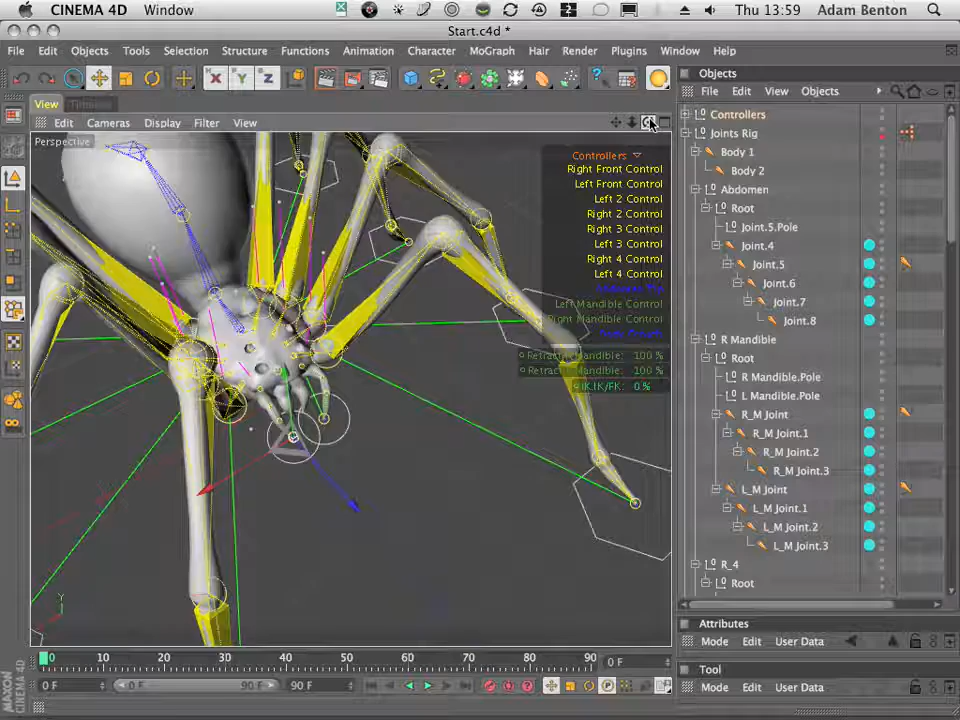 CINEMA 4D Window Thu 13:59 Adam Benton
Start.c4d *
File Edit Objects Tools Selection Structure Functions Animation Character MoGraph Hair Render Plugins Window Help
X Y Z
View
Edit Cameras Display Filter View
Perspective
Controllers
Right Front Control
Left Front Control
Left 2 Control
Right 2 Control
Right 3 Control
Left 3 Control
Right 4 Control
Left 4 Control
Left Mandible Control
Right Mandible Control
Mandible: 100 %
Mandible: 100 %
IK.IK/FK: 0 %
Y
0 10 20 30 40 50 60 70 80 90 0 F
0 F 0 F 90 F 90 F
MAXON
CINEMA 4D
Objects
File Edit View Objects
Controllers
Joints Rig
Body 1
Body 2
Abdomen
Root
Joint.5.Pole
Joint.4
Joint.5
Joint.6
Joint.7
Joint.8
R Mandible
Root
R Mandible.Pole
L Mandible.Pole
R_M Joint
R_M Joint.1
R_M Joint.2
R_M Joint.3
L_M Joint
L_M Joint.1
L_M Joint.2
L_M Joint.3
R_4
Root
Attributes
Mode Edit User Data
Tool
Mode Edit User Data